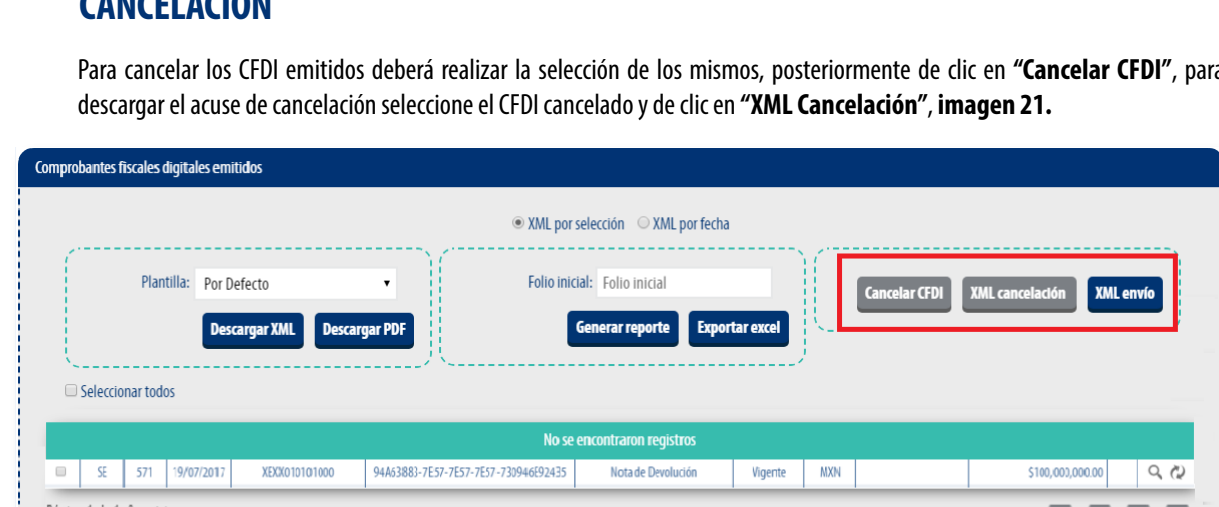 CANCELACIÓN
Para cancelar los CFDI emitidos deberá realizar la selección de los mismos, posteriormente de clic en “Cancelar CFDI”, para
descargar el acuse de cancelación seleccione el CFDI cancelado y de clic en “XML Cancelación”, imagen 21.
Comprobantes fiscales digitales emitidos
XML por selección XML por fecha
Plantilla: Por Defecto
Folio inicial: Folio inicial
Cancelar CFDI XML cancelación XML envío
Descargar XML Descargar PDF
Generar reporte Exportar excel
Seleccionar todos
No se encontraron registros
SE 571 19/07/2017 XEXX010101000 94A63883-7E57-7E57-7E57-730946E92435 Nota de Devolución Vigente MXN $100,000,000.00